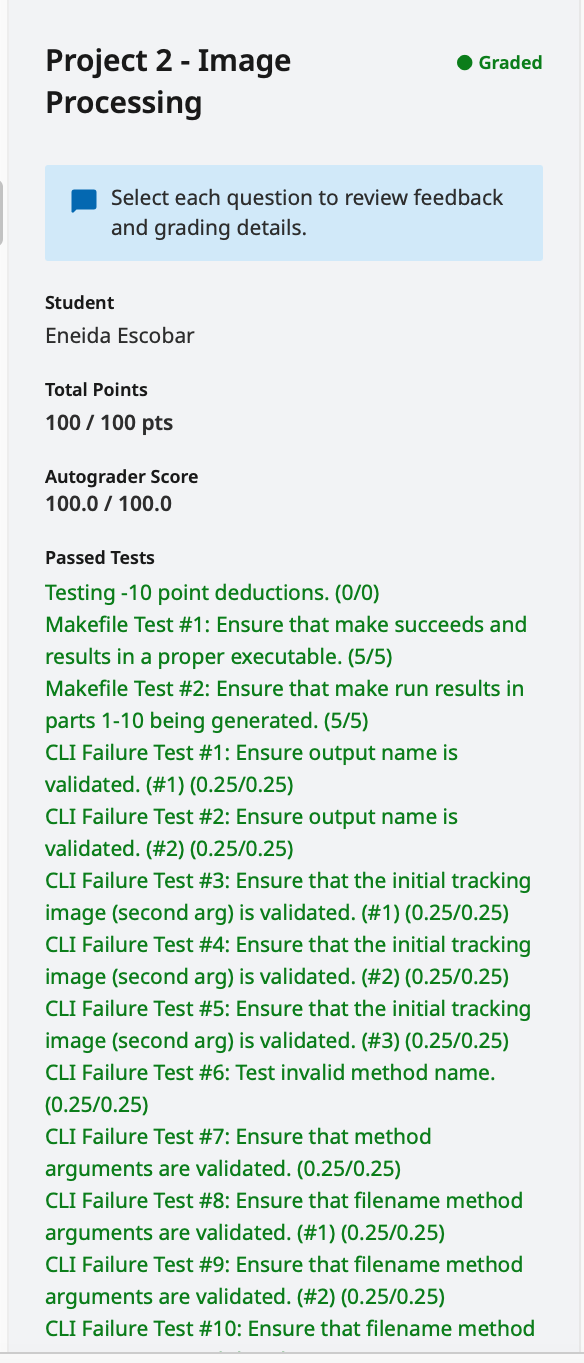 Project 2 - Image
Processing
Graded
Select each question to review feedback
and grading details.
Student
Eneida Escobar
Total Points
100 / 100 pts
Autograder Score
100.0 / 100.0
Passed Tests
Testing -10 point deductions. (0/0)
Makefile Test #1: Ensure that make succeeds and
results in a proper executable. (5/5)
Makefile Test #2: Ensure that make run results in
parts 1-10 being generated. (5/5)
CLI Failure Test #1: Ensure output name is
validated. (#1) (0.25/0.25)
CLI Failure Test #2: Ensure output name is
validated. (#2) (0.25/0.25)
CLI Failure Test #3: Ensure that the initial tracking
image (second arg) is validated. (#1) (0.25/0.25)
CLI Failure Test #4: Ensure that the initial tracking
image (second arg) is validated. (#2) (0.25/0.25)
CLI Failure Test #5: Ensure that the initial tracking
image (second arg) is validated. (#3) (0.25/0.25)
CLI Failure Test #6: Test invalid method name.
(0.25/0.25)
CLI Failure Test #7: Ensure that method
arguments are validated. (0.25/0.25)
CLI Failure Test #8: Ensure that filename method
arguments are validated. (#1) (0.25/0.25)
CLI Failure Test #9: Ensure that filename method
arguments are validated. (#2) (0.25/0.25)
CLI Failure Test #10: Ensure that filename method